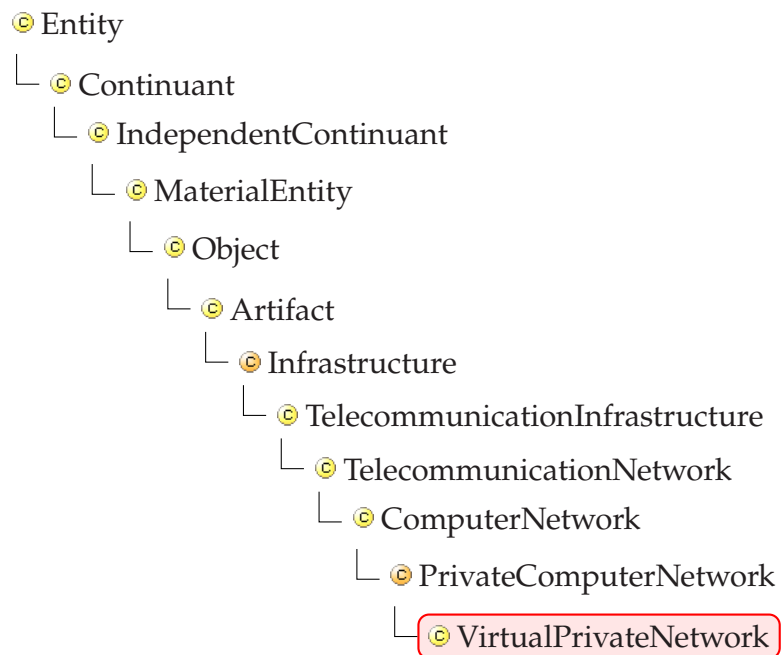 Entity
Continuant
IndependentContinuant
MaterialEntity
Object
Artifact
Infrastructure
TelecommunicationInfrastructure
TelecommunicationNetwork
ComputerNetwork
PrivateComputerNetwork
VirtualPrivateNetwork